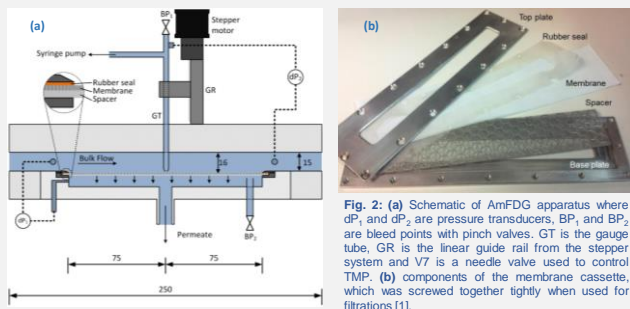 (a)
BP1
Stepper
motor
Syringe pump
dP2
Rubber seal
Membrane
Spacer
GR
GT
Bulk Flow
16
15
dP1
BP2
Permeate
75
75
250
(b)
Top plate
Rubber seal
Membrane
Spacer
Base plate
Fig. 2: (a) Schematic of AmFDG apparatus where
dP1 and dP2 are pressure transducers, BP1 and BP2
are bleed points with pinch valves. GT is the gauge
tube, GR is the linear guide rail from the stepper
system and V7 is a needle valve used to control
TMP. (b) components of the membrane cassette,
which was screwed together tightly when used for
filtrations [1].